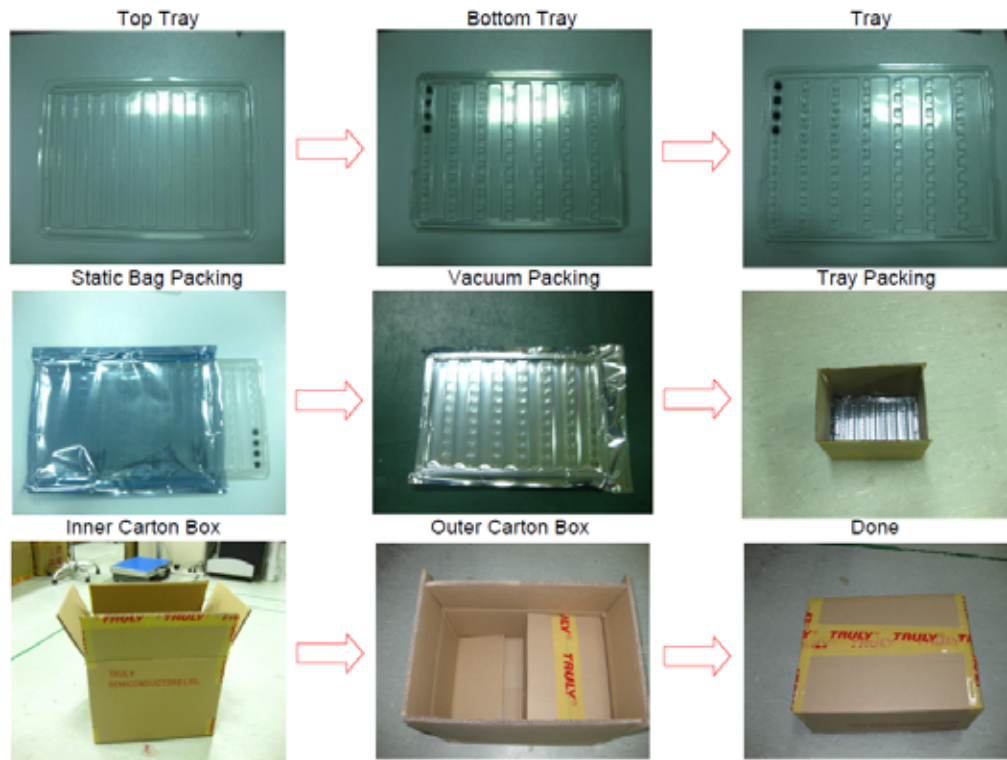 Top Tray
Bottom Tray
Tray
Static Bag Packing
Vacuum Packing
Tray Packing
Inner Carton Box
Outer Carton Box
Done
TRULY
TRULY
TRULY
SEMICONDUCTORS LTD.
TRULY
TRULY
TRULY
TRULY